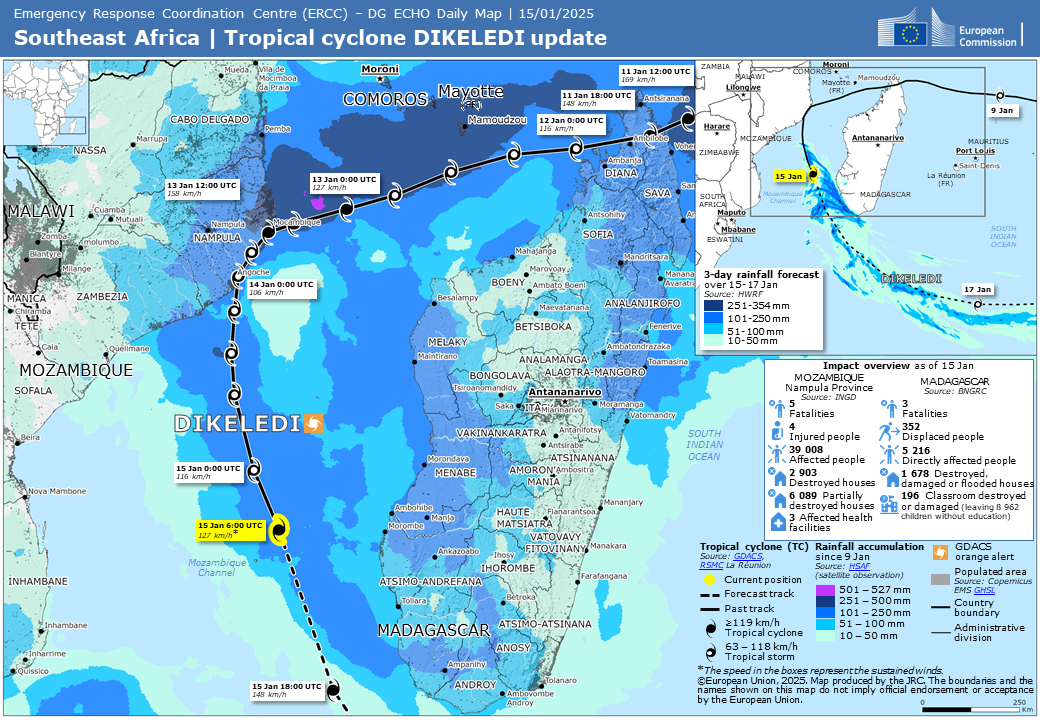 Emergency Response Coordination Centre (ERCC) – DG ECHO Daily Map | 15/01/2025
Southeast Africa | Tropical cyclone DIKELEDI update
European
Commission
Mueda
Vila de
Mocimboa
da Praia
Moroni
COMOROS
Mayotte
(FR)
Mamoudzou
11 Jan 12:00 UTC
169 km/h
11 Jan 18:00 UTC
148 km/h
12 Jan 0:00 UTC
116 km/h
Antsiranana
Ambilobe
Vohe
CABO DELGADO
Pemba
Marrupa
NASSA
Ambanja
DIANA
SAVA
San
13 Jan 12:00 UTC
158 km/h
13 Jan 0:00 UTC
127 km/h
MALAWI
Cuamba
Mutuali
Zomba
molumbo
Blantyre
Milange
Nampula
NAMPULA
Mocambique
Antsohihy
An
SOFIA
Mandritsara
Mahajanga
Angoche
14 Jan 0:00 UTC
106 km/h
MANICA
ZAMBEZIA
Chiramba
TETE
Caia
Quelimane
MOZAMBIQUE
SOFALA
Marovoay
BOENY
Ambato Boeni
Manana
Avaratra
Besalampy
Maevatanana
ANALANJIROFO
BETSIBOKA
Fenerive
MELAKY
Maintirano
Ambatondrazaka
ANALAMANGA
ALAOTRA-MANGORO
Toamasina
BONGOLAVA
Tsiroanomandidy
Antananarivo
Saka
ITA
Miarinarivo
Moramanga
Vatomandry
DIKELEDI
Beira
VAKINANKARATRA
Antanifotsy
Antsirabe
ATSINANANA
Morondava
MENABE
AMORON'
MANIA
Ambositra
SOUTH
INDIAN
OCEAN
15 Jan 0:00 UTC
116 km/h
Nova Mambone
Mananjary
Ambohibe
Manja
Morombe
HAUTE
MATSIATRA
Fianarantsoa
15 Jan 6:00 UTC
127 km/h*
VATOVAVY
FITOVINANY
Manakara
Ankazoabo
Ihosy
IHOROMBE
Mozambique
Channel
INHAMBANE
ATSIMO-ANDREFANA
Farafangana
Tollara
Betroka
MADAGASCAR
ATSIMO-ATSINANA
Inhambane
ANOSY
Inharrime
Quissico
Ampanihy
ANDROY
Tolanaro
Ambovombe
Androy
15 Jan 18:00 UTC
148 km/h
ZAMBIA
MALAWI
Moroni
COMOROS
Mayotte
(FR)
Mamoudzou
Lilongwe
9 Jan
Harare
MOZAMBIQUE
Antananarivo
ZIMBABWE
MAURITIUS
Port Louis
Saint-Denis
La Réunion
(FR)
15 Jan
Mozambique
Channel
MADAGASCAR
SOUTH
AFRICA
Maputo
Mbabane
ESWATINI
SOUTH
INDIAN
OCEAN
DIKELEDI
17 Jan
3-day rainfall forecast
over 15-17 Jan
Source: HWRF
251-354 mm
101-250 mm
51-100 mm
10-50 mm
Impact overview as of 15 Jan
MOZAMBIQUE
Nampula Province
Source: INGD
5
Fatalities
4
Injured people
39 008
Affected people
2 903
Destroyed houses
6 089 Partially
destroyed houses
3 Affected health
facilities
MADAGASCAR
Source: BNGRC
3
Fatalities
352
Displaced people
5 216
Directly affected people
1 678 Destroyed,
damaged or flooded houses
196 Classroom destroyed
or damaged (leaving 8 962
children without education)
Tropical cyclone (TC)
Source: GDACS,
RSMC La Réunion
Current position
Forecast track
Past track
≥119 km/h
Tropical cyclone
63 – 118 km/h
Tropical storm
Rainfall accumulation
since 9 Jan
Source: HSAF
(satellite observation)
501 – 527 mm
251 – 500 mm
101 – 250 mm
51 – 100 mm
10 – 50 mm
GDACS
orange alert
Populated area
Source: Copernicus
EMS GHSL
Country
boundary
Administrative
division
*The speed in the boxes represent the sustained winds.
©European Union, 2025. Map produced by the JRC. The boundaries and the
names shown on this map do not imply official endorsement or acceptance
by the European Union.
0
250
Km